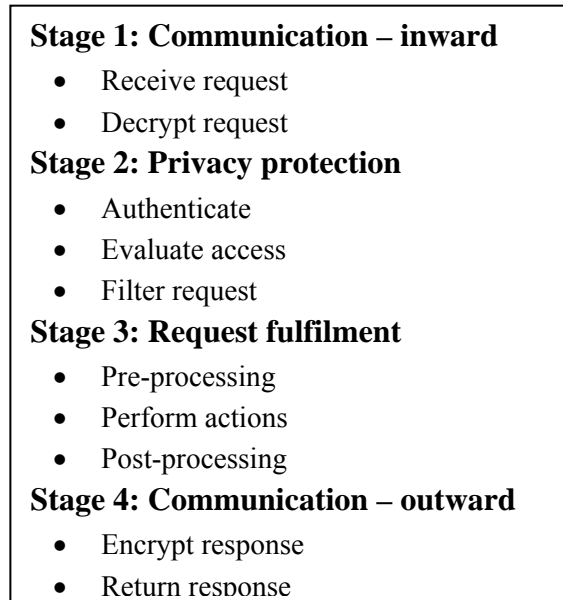 Stage 1: Communication – inward
• Receive request
• Decrypt request
Stage 2: Privacy protection
• Authenticate
• Evaluate access
• Filter request
Stage 3: Request fulfilment
• Pre-processing
• Perform actions
• Post-processing
Stage 4: Communication – outward
• Encrypt response
• Return response